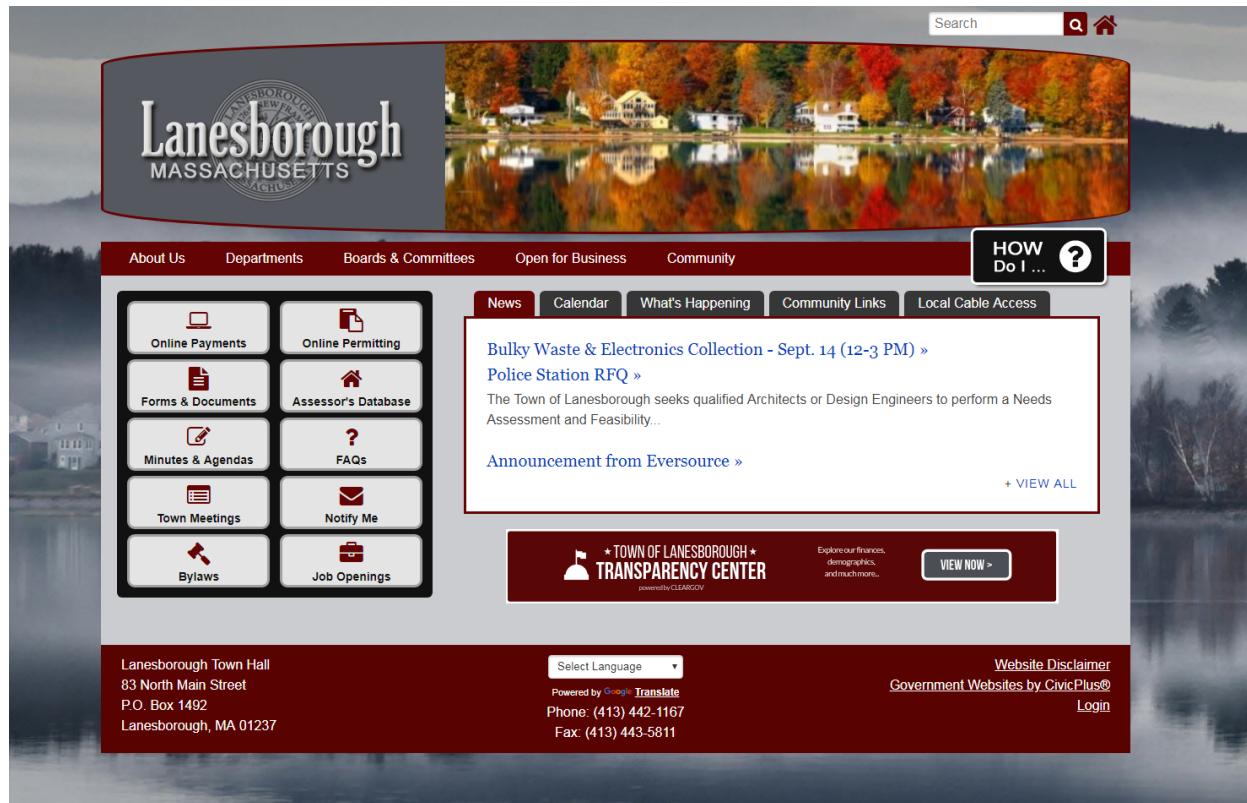 Search
Lanesborough
MASSACHUSETTS
About Us Departments Boards & Committees Open for Business Community
HOW
Do I ... ?
Online Payments Online Permitting
Forms & Documents Assessor's Database
?
Minutes & Agendas FAQs
Town Meetings Notify Me
Bylaws Job Openings
News Calendar What's Happening Community Links Local Cable Access
Bulky Waste & Electronics Collection - Sept. 14 (12-3 PM) »
Police Station RFQ »
The Town of Lanesborough seeks qualified Architects or Design Engineers to perform a Needs
Assessment and Feasibility...
Announcement from Eversource »
+ VIEW ALL
★ TOWN OF LANESBOROUGH ★
TRANSPARENCY CENTER
powered by CLEARGOV
Explore our finances,
demographics,
and much more...
VIEW NOW >
Lanesborough Town Hall
83 North Main Street
P.O. Box 1492
Lanesborough, MA 01237
Select Language
Powered by Google Translate
Phone: (413) 442-1167
Fax: (413) 443-5811
Website Disclaimer
Government Websites by CivicPlus®
Login